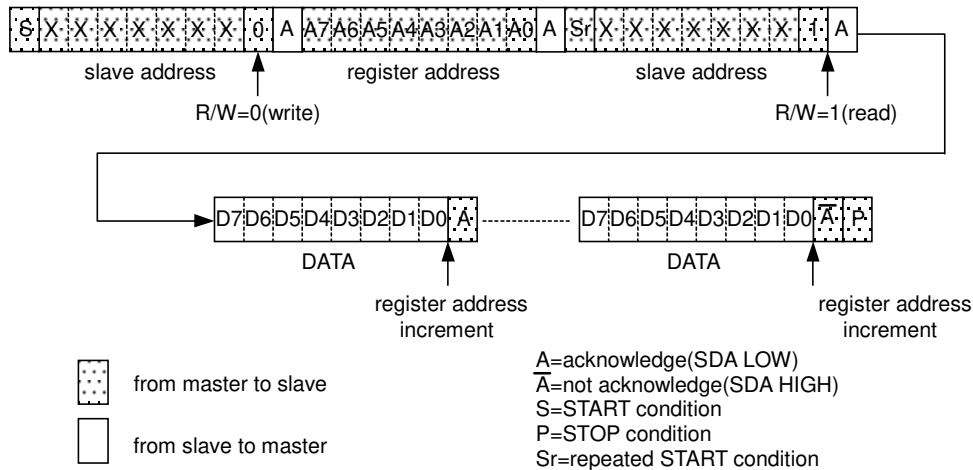 S X X X X X X X 0 A A7 A6 A5 A4 A3 A2 A1 A0 A Sr X X X X X X X 1 A
slave address register address slave address
R/W=0(write) R/W=1(read)
D7 D6 D5 D4 D3 D2 D1 D0 A D7 D6 D5 D4 D3 D2 D1 D0 A̅ P
DATA DATA
register address register address
increment increment
from master to slave
from slave to master
A=acknowledge(SDA LOW)
A̅=not acknowledge(SDA HIGH)
S=START condition
P=STOP condition
Sr=repeated START condition